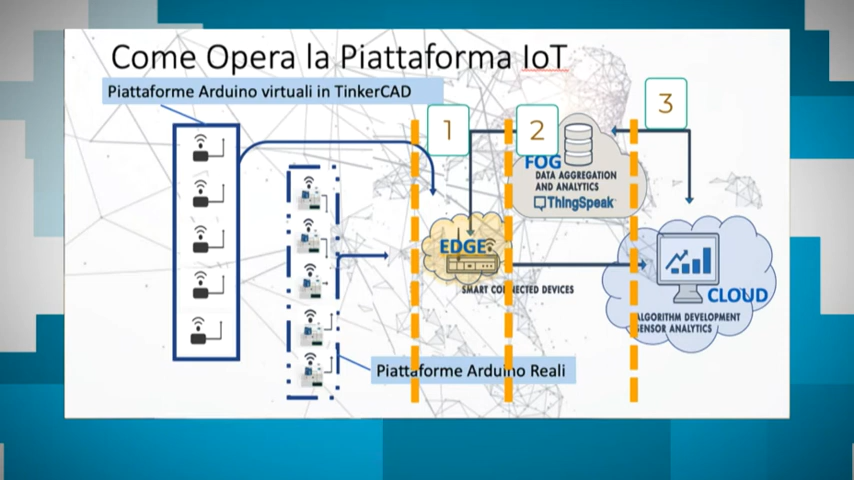 Come Opera la Piattaforma IoT
Piattaforme Arduino virtuali in TinkerCAD
1
2
3
FOG
DATA AGGREGATION
AND ANALYTICS
ThingSpeak
EDGE
SMART CONNECTED DEVICES
CLOUD
ALGORITHM DEVELOPMENT
SENSOR ANALYTICS
Piattaforme Arduino Reali